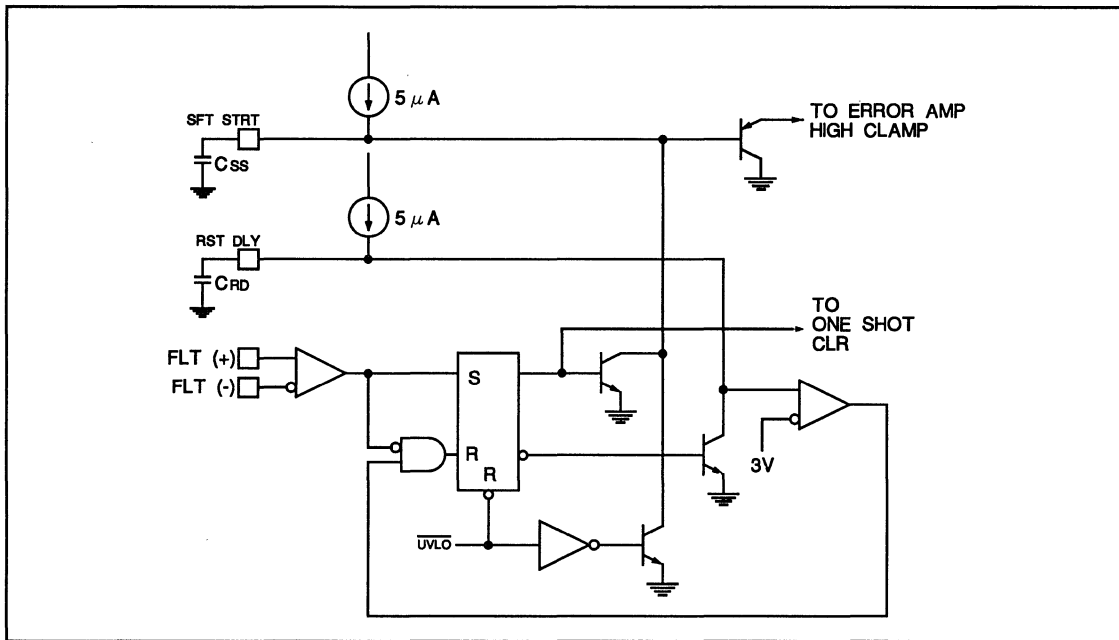 5 μA
SFT STRT
CSS
TO ERROR AMP
HIGH CLAMP
5 μA
RST DLY
CRD
TO
ONE SHOT
CLR
FLT (+)
FLT (-)
S
R
R
3V
UVLO